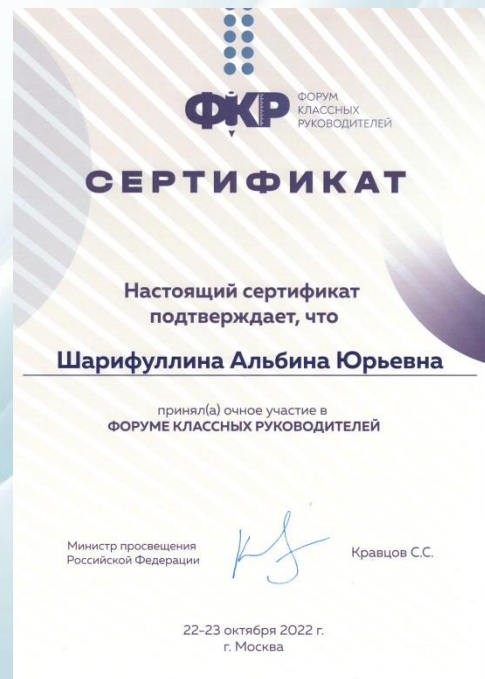 ФКР
ФОРУМ
КЛАССНЫХ
РУКОВОДИТЕЛЕЙ
СЕРТИФИКАТ
Настоящий сертификат
подтверждает, что
Шарифуллина Альбина Юрьевна
принял(а) очное участие в
ФОРУМЕ КЛАССНЫХ РУКОВОДИТЕЛЕЙ
Министр просвещения
Российской Федерации
Кравцов С.С.
22-23 октября 2022 г.
г. Москва